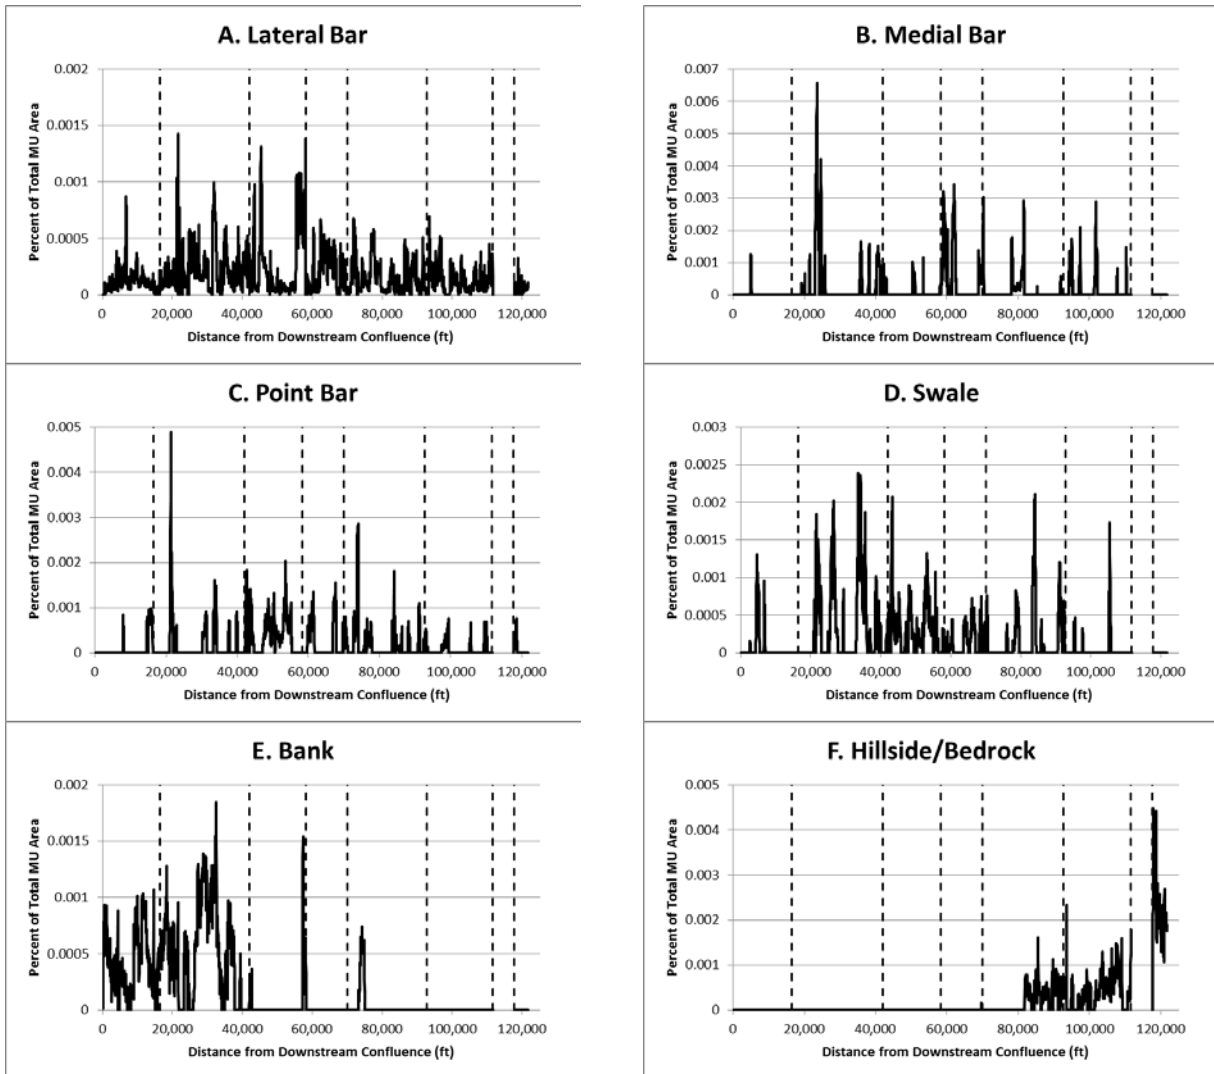 A. Lateral Bar
Percent of Total MU Area
0.002
0.0015
0.001
0.0005
0
0 20,000 40,000 60,000 80,000 100,000 120,000
Distance from Downstream Confluence (ft)
B. Medial Bar
Percent of Total MU Area
0.007
0.006
0.005
0.004
0.003
0.002
0.001
0
0 20,000 40,000 60,000 80,000 100,000 120,000
Distance from Downstream Confluence (ft)
C. Point Bar
Percent of Total MU Area
0.005
0.004
0.003
0.002
0.001
0
0 20,000 40,000 60,000 80,000 100,000 120,000
Distance from Downstream Confluence (ft)
D. Swale
Percent of Total MU Area
0.003
0.0025
0.002
0.0015
0.001
0.0005
0
0 20,000 40,000 60,000 80,000 100,000 120,000
Distance from Downstream Confluence (ft)
E. Bank
Percent of Total MU Area
0.002
0.0015
0.001
0.0005
0
0 20,000 40,000 60,000 80,000 100,000 120,000
Distance from Downstream Confluence (ft)
F. Hillside/Bedrock
Percent of Total MU Area
0.005
0.004
0.003
0.002
0.001
0
0 20,000 40,000 60,000 80,000 100,000 120,000
Distance from Downstream Confluence (ft)